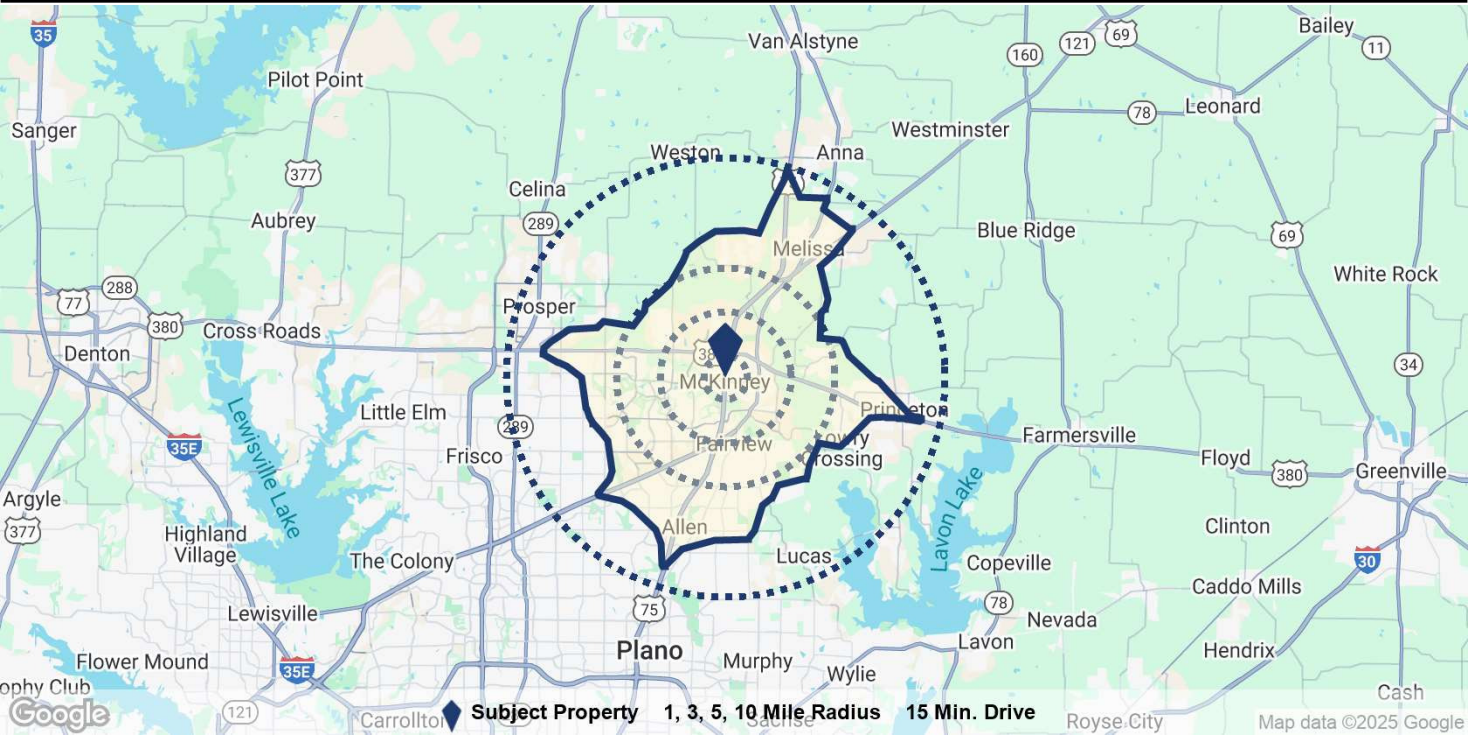 35
Van Alstyne
121
69
Bailey
11
160
Pilot Point
78
Leonard
Sanger
Westminster
Weston
Anna
377
Celina
Aubrey
289
Blue Ridge
69
Melissa
White Rock
288
77
Prosper
380
Cross Roads
Denton
McKinney
34
Little Elm
Princeton
289
Farmersville
35E
Fairview
Lowry
Crossing
Frisco
Floyd
380
Greenville
Lewisville Lake
Argyle
377
Lavon Lake
Allen
Clinton
Highland
Village
The Colony
Lucas
Copeville
30
Caddo Mills
Lewisville
75
78
Nevada
Plano
Lavon
Hendrix
Flower Mound
35E
Murphy
Wylie
ophy Club
Cash
Google
121
Carrollton
Subject Property 1, 3, 5, 10 Mile Radius 15 Min. Drive
Sachse
Royse City
Map data ©2025 Google